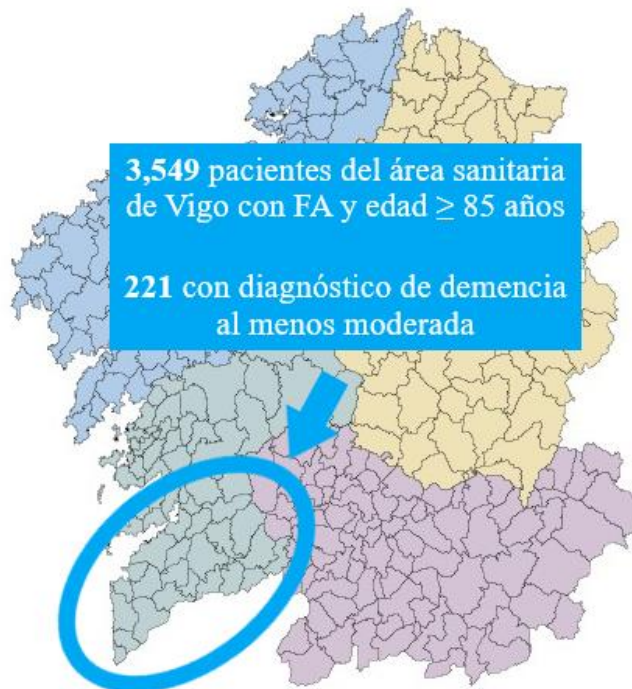 3,549 pacientes del área sanitaria
de Vigo con FA y edad ≥ 85 años
221 con diagnóstico de demencia
al menos moderada